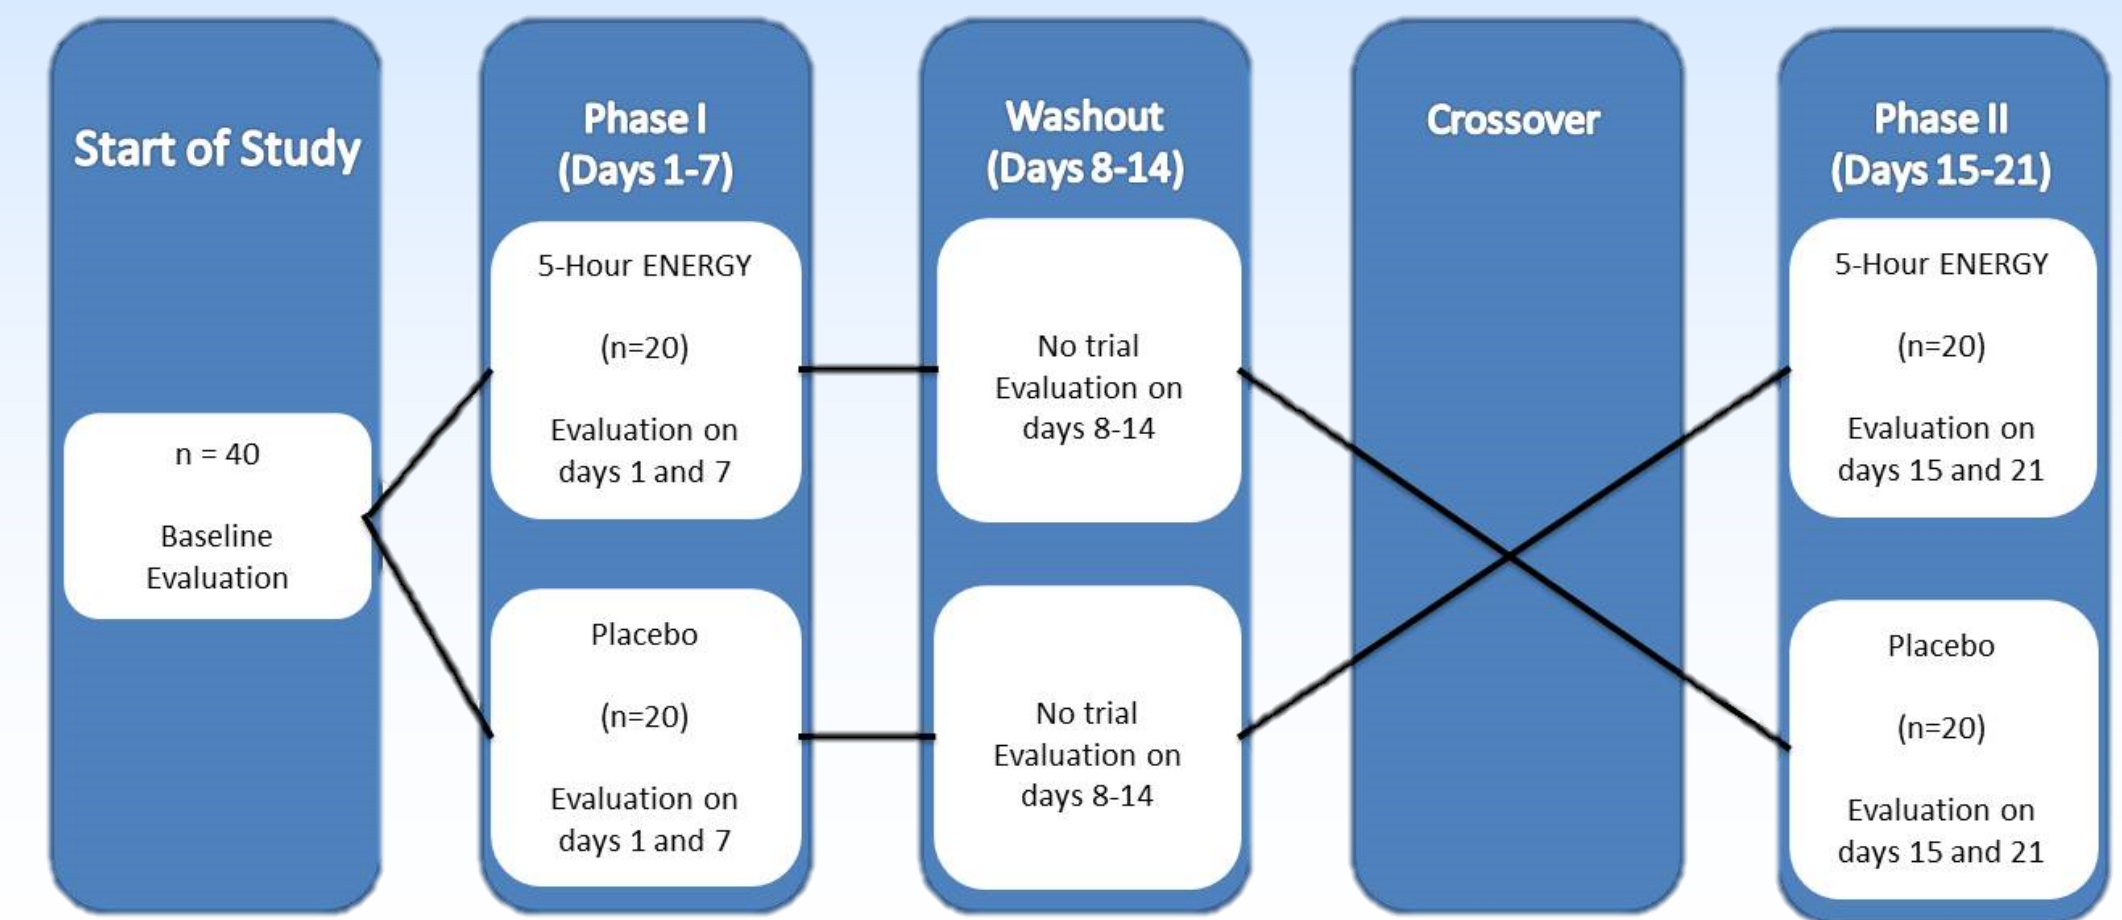 Start of Study
n = 40
Baseline
Evaluation
Phase I
(Days 1-7)
5-Hour ENERGY
(n=20)
Evaluation on
days 1 and 7
Placebo
(n=20)
Evaluation on
days 1 and 7
Washout
(Days 8-14)
No trial
Evaluation on
days 8-14
No trial
Evaluation on
days 8-14
Crossover
Phase II
(Days 15-21)
5-Hour ENERGY
(n=20)
Evaluation on
days 15 and 21
Placebo
(n=20)
Evaluation on
days 15 and 21